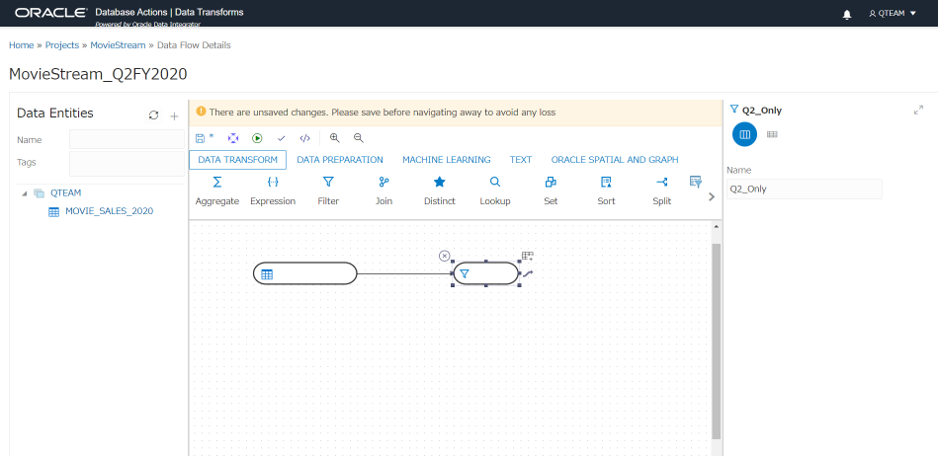 ORACLE Database Actions | Data Transforms
Powered by Oracle Data Integrator
QTEAM
Home » Projects » MovieStream » Data Flow Details
MovieStream_Q2FY2020
Data Entities
Name
Tags
QTEAM
MOVIE_SALES_2020
There are unsaved changes. Please save before navigating away to avoid any loss
*
DATA TRANSFORM DATA PREPARATION MACHINE LEARNING TEXT ORACLE SPATIAL AND GRAPH
Aggregate Expression Filter Join Distinct Lookup Set Sort Split
Q2_Only
Name
Q2_Only